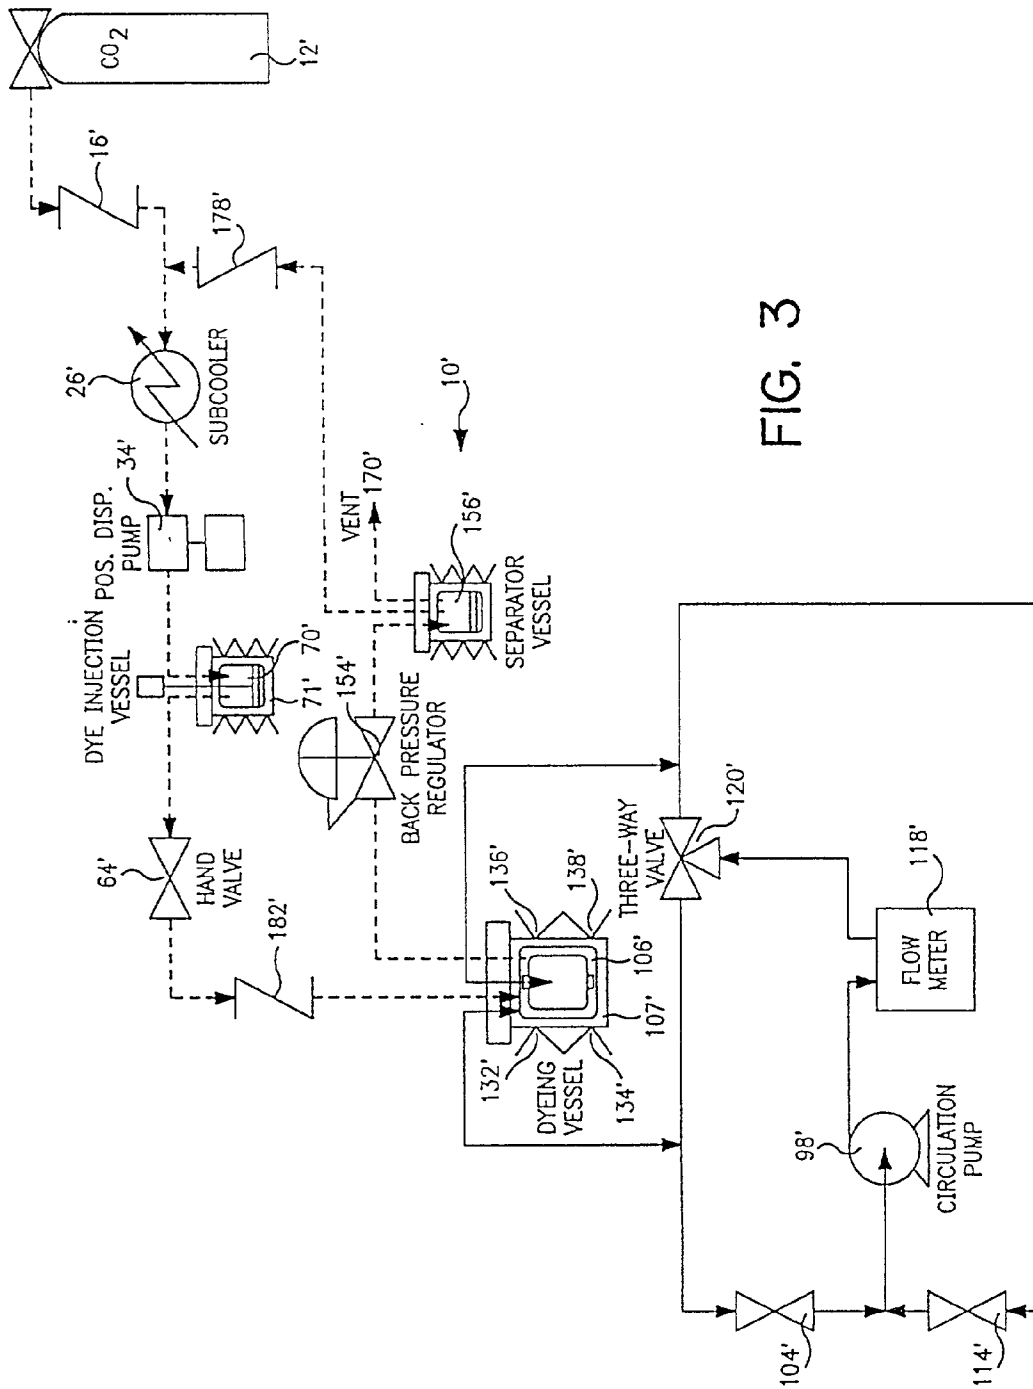 CO2
12'
16'
178'
26'
SUBCOOLER
34'
POS. DISP.
PUMP
DYE INJECTION
VESSEL
70'
71'
64'
HAND
VALVE
182'
VENT
170'
10'
156'
SEPARATOR
VESSEL
154'
BACK PRESSURE
REGULATOR
136'
138'
106'
107'
132'
134'
DYEING
VESSEL
THREE-WAY
VALVE
120'
118'
FLOW
METER
98'
CIRCULATION
PUMP
104'
114'
FIG. 3